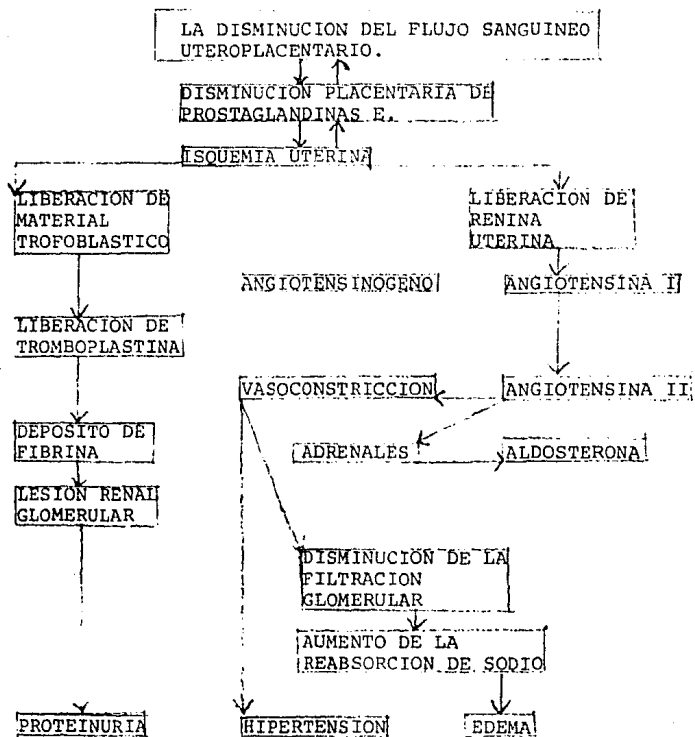 LA DISMINUCION DEL FLUJO SANGUINEO
UTEROPLACENTARIO.
DISMINUCION PLACENTARIA DE
PROSTAGLANDINAS E.
ISQUEMIA UTERINA
LIBERACION DE
MATERIAL
TROFOBLASTICO
LIBERACION DE
RENINA
UTERINA
ANGIOTENSINOGENO
ANGIOTENSINA I
LIBERACION DE
TROMBOPLASTINA
VASOCONSTRICCION
ANGIOTENSINA II
DEPOSITO DE
FIBRINA
ADRENALES
ALDOSTERONA
LESION RENAL
GLOMERULAR
DISMINUCION DE LA
FILTRACION
GLOMERULAR
AUMENTO DE LA
REABSORCION DE SODIO
PROTEINURIA
HIPERTENSION
EDEMA